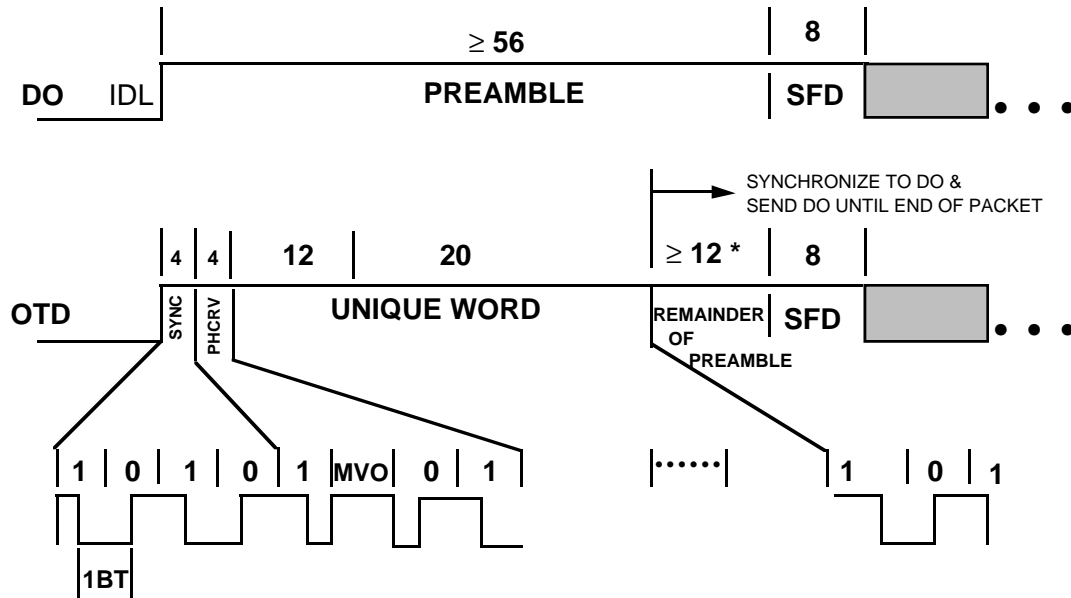 ≥ 56 8
DO IDL PREAMBLE SFD • • •
SYNCHRONIZE TO DO &
SEND DO UNTIL END OF PACKET
4 4 12 20 ≥ 12 * 8
OTD SYNC PHCRV UNIQUE WORD REMAINDER OF PREAMBLE SFD • • •
1 0 1 0 1 MVO 0 1 •••••• 1 0 1
1BT